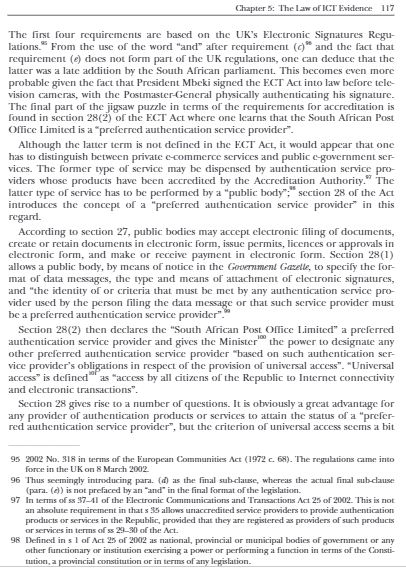 Chapter 5: The Law of ICT Evidence 117
The first four requirements are based on the UK's Electronic Signatures Regu-
lations.95 From the use of the word "and" after requirement (c)96 and the fact that
requirement (e) does not form part of the UK regulations, one can deduce that the
latter was a late addition by the South African parliament. This becomes even more
probable given the fact that President Mbeki signed the ECT Act into law before tele-
vision cameras, with the Postmaster-General physically authenticating his signature.
The final part of the jigsaw puzzle in terms of the requirements for accreditation is
found in section 28(2) of the ECT Act where one learns that the South African Post
Office Limited is a "preferred authentication service provider".
Although the latter term is not defined in the ECT Act, it would appear that one
has to distinguish between private e-commerce services and public e-government ser-
vices. The former type of service may be dispensed by authentication service pro-
viders whose products have been accredited by the Accreditation Authority.97 The
latter type of service has to be performed by a "public body";98 section 28 of the Act
introduces the concept of a "preferred authentication service provider" in this
regard.
According to section 27, public bodies may accept electronic filing of documents,
create or retain documents in electronic form, issue permits, licences or approvals in
electronic form, and make or receive payment in electronic form. Section 28(1)
allows a public body, by means of notice in the Government Gazette, to specify the for-
mat of data messages, the type and means of attachment of electronic signatures,
and "the identity of or criteria that must be met by any authentication service pro-
vider used by the person filing the data message or that such service provider must
be a preferred authentication service provider".99
Section 28(2) then declares the "South African Post Office Limited" a preferred
authentication service provider and gives the Minister100 the power to designate any
other preferred authentication service provider "based on such authentication ser-
vice provider's obligations in respect of the provision of universal access". "Universal
access" is defined101 as "access by all citizens of the Republic to Internet connectivity
and electronic transactions".
Section 28 gives rise to a number of questions. It is obviously a great advantage for
any provider of authentication products or services to attain the status of a "prefer-
red authentication service provider", but the criterion of universal access seems a bit
95 2002 No. 318 in terms of the European Communities Act (1972 c. 68). The regulations came into
force in the UK on 8 March 2002.
96 Thus seemingly introducing para. (d) as the final sub-clause, whereas the actual final sub-clause
(para. (e)) is not prefaced by an "and" in the final format of the legislation.
97 In terms of ss 37–41 of the Electronic Communications and Transactions Act 25 of 2002. This is not
an absolute requirement in that s 35 allows unaccredited service providers to provide authentication
products or services in the Republic, provided that they are registered as providers of such products
or services in terms of ss 29–30 of the Act.
98 Defined in s 1 of Act 25 of 2002 as national, provincial or municipal bodies of government or any
other functionary or institution exercising a power or performing a function in terms of the Consti-
tution, a provincial constitution or in terms of any legislation.